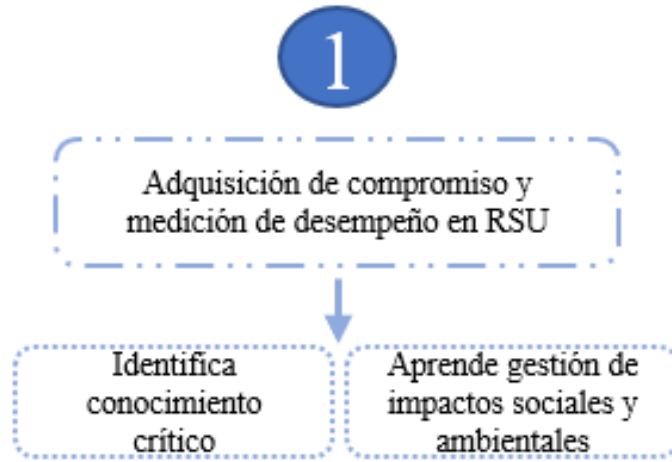 1
Adquisición de compromiso y
medición de desempeño en RSU
Identifica
conocimiento
crítico
Aprende gestión de
impactos sociales y
ambientales